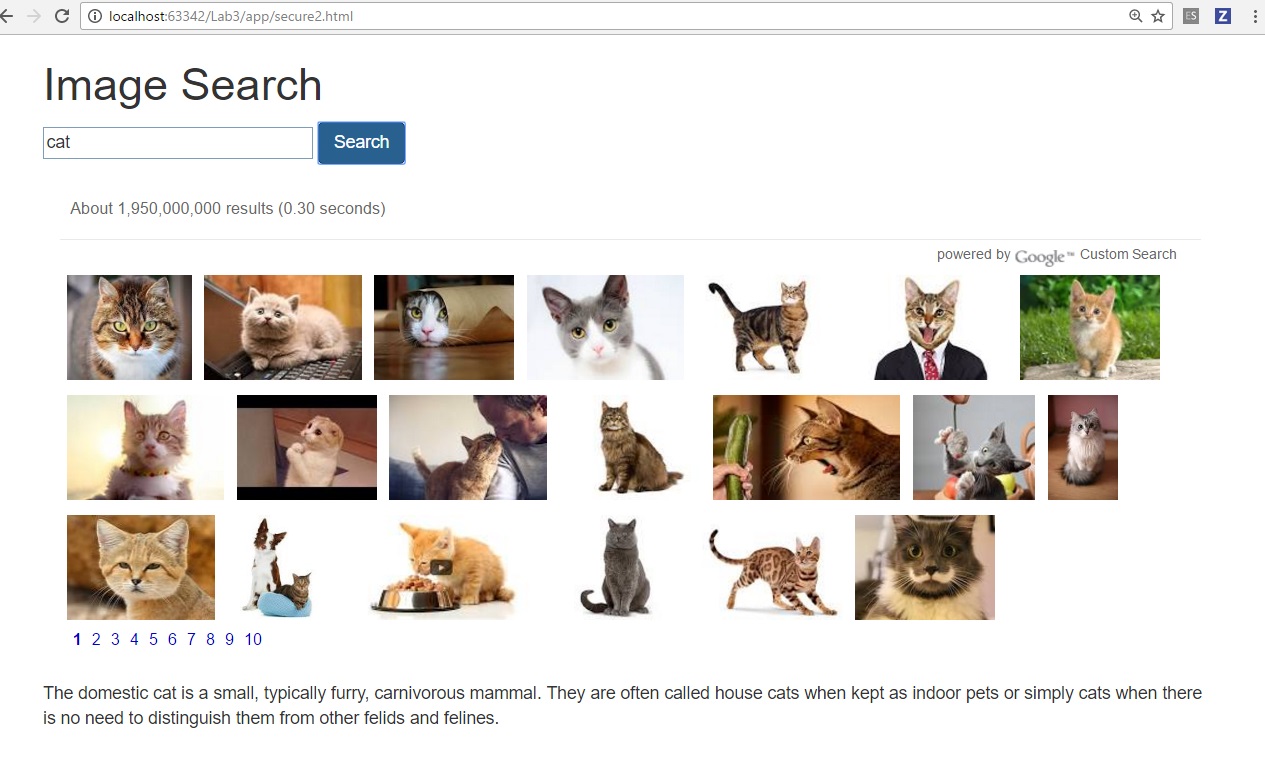 localhost:63342/Lab3/app/secure2.html
ES
Z
Image Search
cat
Search
About 1,950,000,000 results (0.30 seconds)
powered by Google™ Custom Search
1 2 3 4 5 6 7 8 9 10
The domestic cat is a small, typically furry, carnivorous mammal. They are often called house cats when kept as indoor pets or simply cats when there
is no need to distinguish them from other felids and felines.